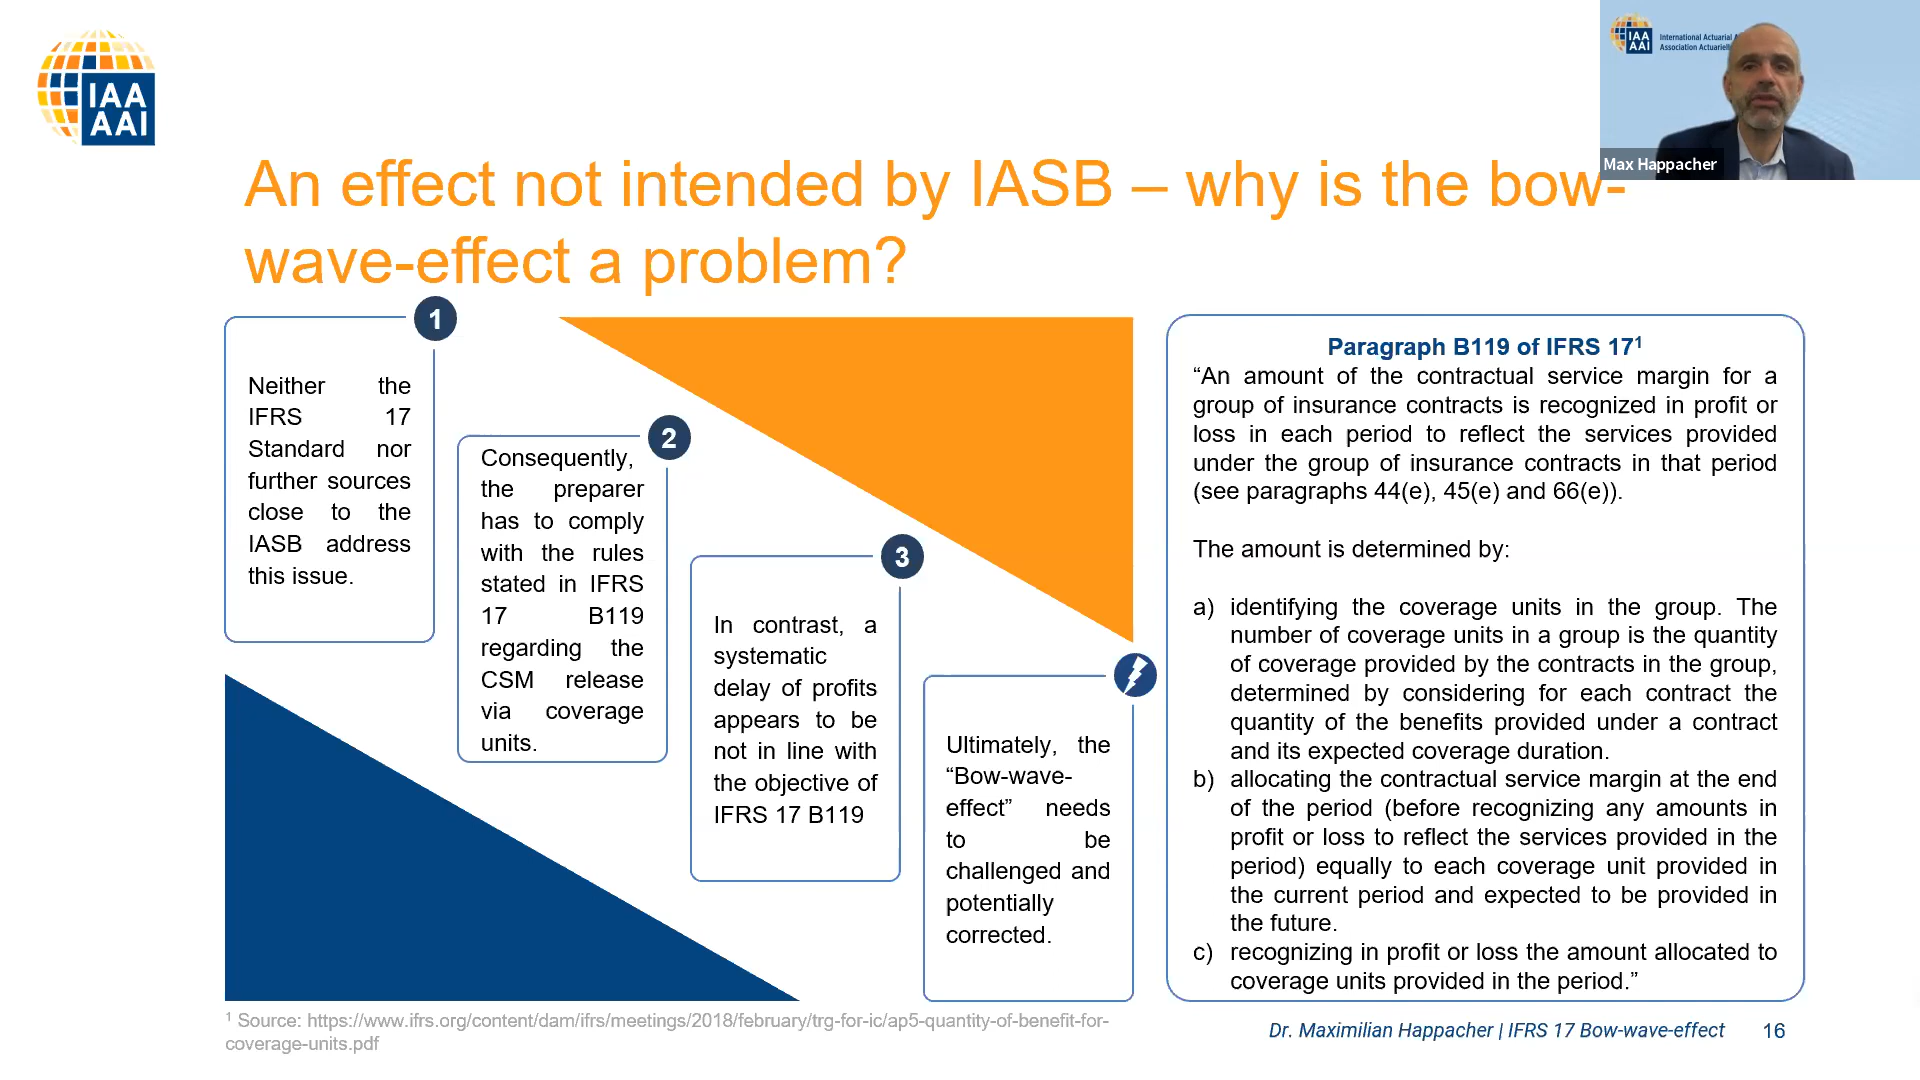 IAA
AAI
IAA
AAI
International Actuarial
Association Actuariell
Max Happacher
An effect not intended by IASB – why is the bow-
wave-effect a problem?
1
Neither the
IFRS 17
Standard nor
further sources
close to the
IASB address
this issue.
2
Consequently,
the preparer
has to comply
with the rules
stated in IFRS
17 B119
regarding the
CSM release
via coverage
units.
3
In contrast, a
systematic
delay of profits
appears to be
not in line with
the objective of
IFRS 17 B119
Ultimately, the
“Bow-wave-
effect” needs
to be
challenged and
potentially
corrected.
Paragraph B119 of IFRS 17¹
“An amount of the contractual service margin for a
group of insurance contracts is recognized in profit or
loss in each period to reflect the services provided
under the group of insurance contracts in that period
(see paragraphs 44(e), 45(e) and 66(e)).
The amount is determined by:
a) identifying the coverage units in the group. The
number of coverage units in a group is the quantity
of coverage provided by the contracts in the group,
determined by considering for each contract the
quantity of the benefits provided under a contract
and its expected coverage duration.
b) allocating the contractual service margin at the end
of the period (before recognizing any amounts in
profit or loss to reflect the services provided in the
period) equally to each coverage unit provided in
the current period and expected to be provided in
the future.
c) recognizing in profit or loss the amount allocated to
coverage units provided in the period.”
¹ Source: https://www.ifrs.org/content/dam/ifrs/meetings/2018/february/trg-for-ic/ap5-quantity-of-benefit-for-
coverage-units.pdf
Dr. Maximilian Happacher | IFRS 17 Bow-wave-effect 16